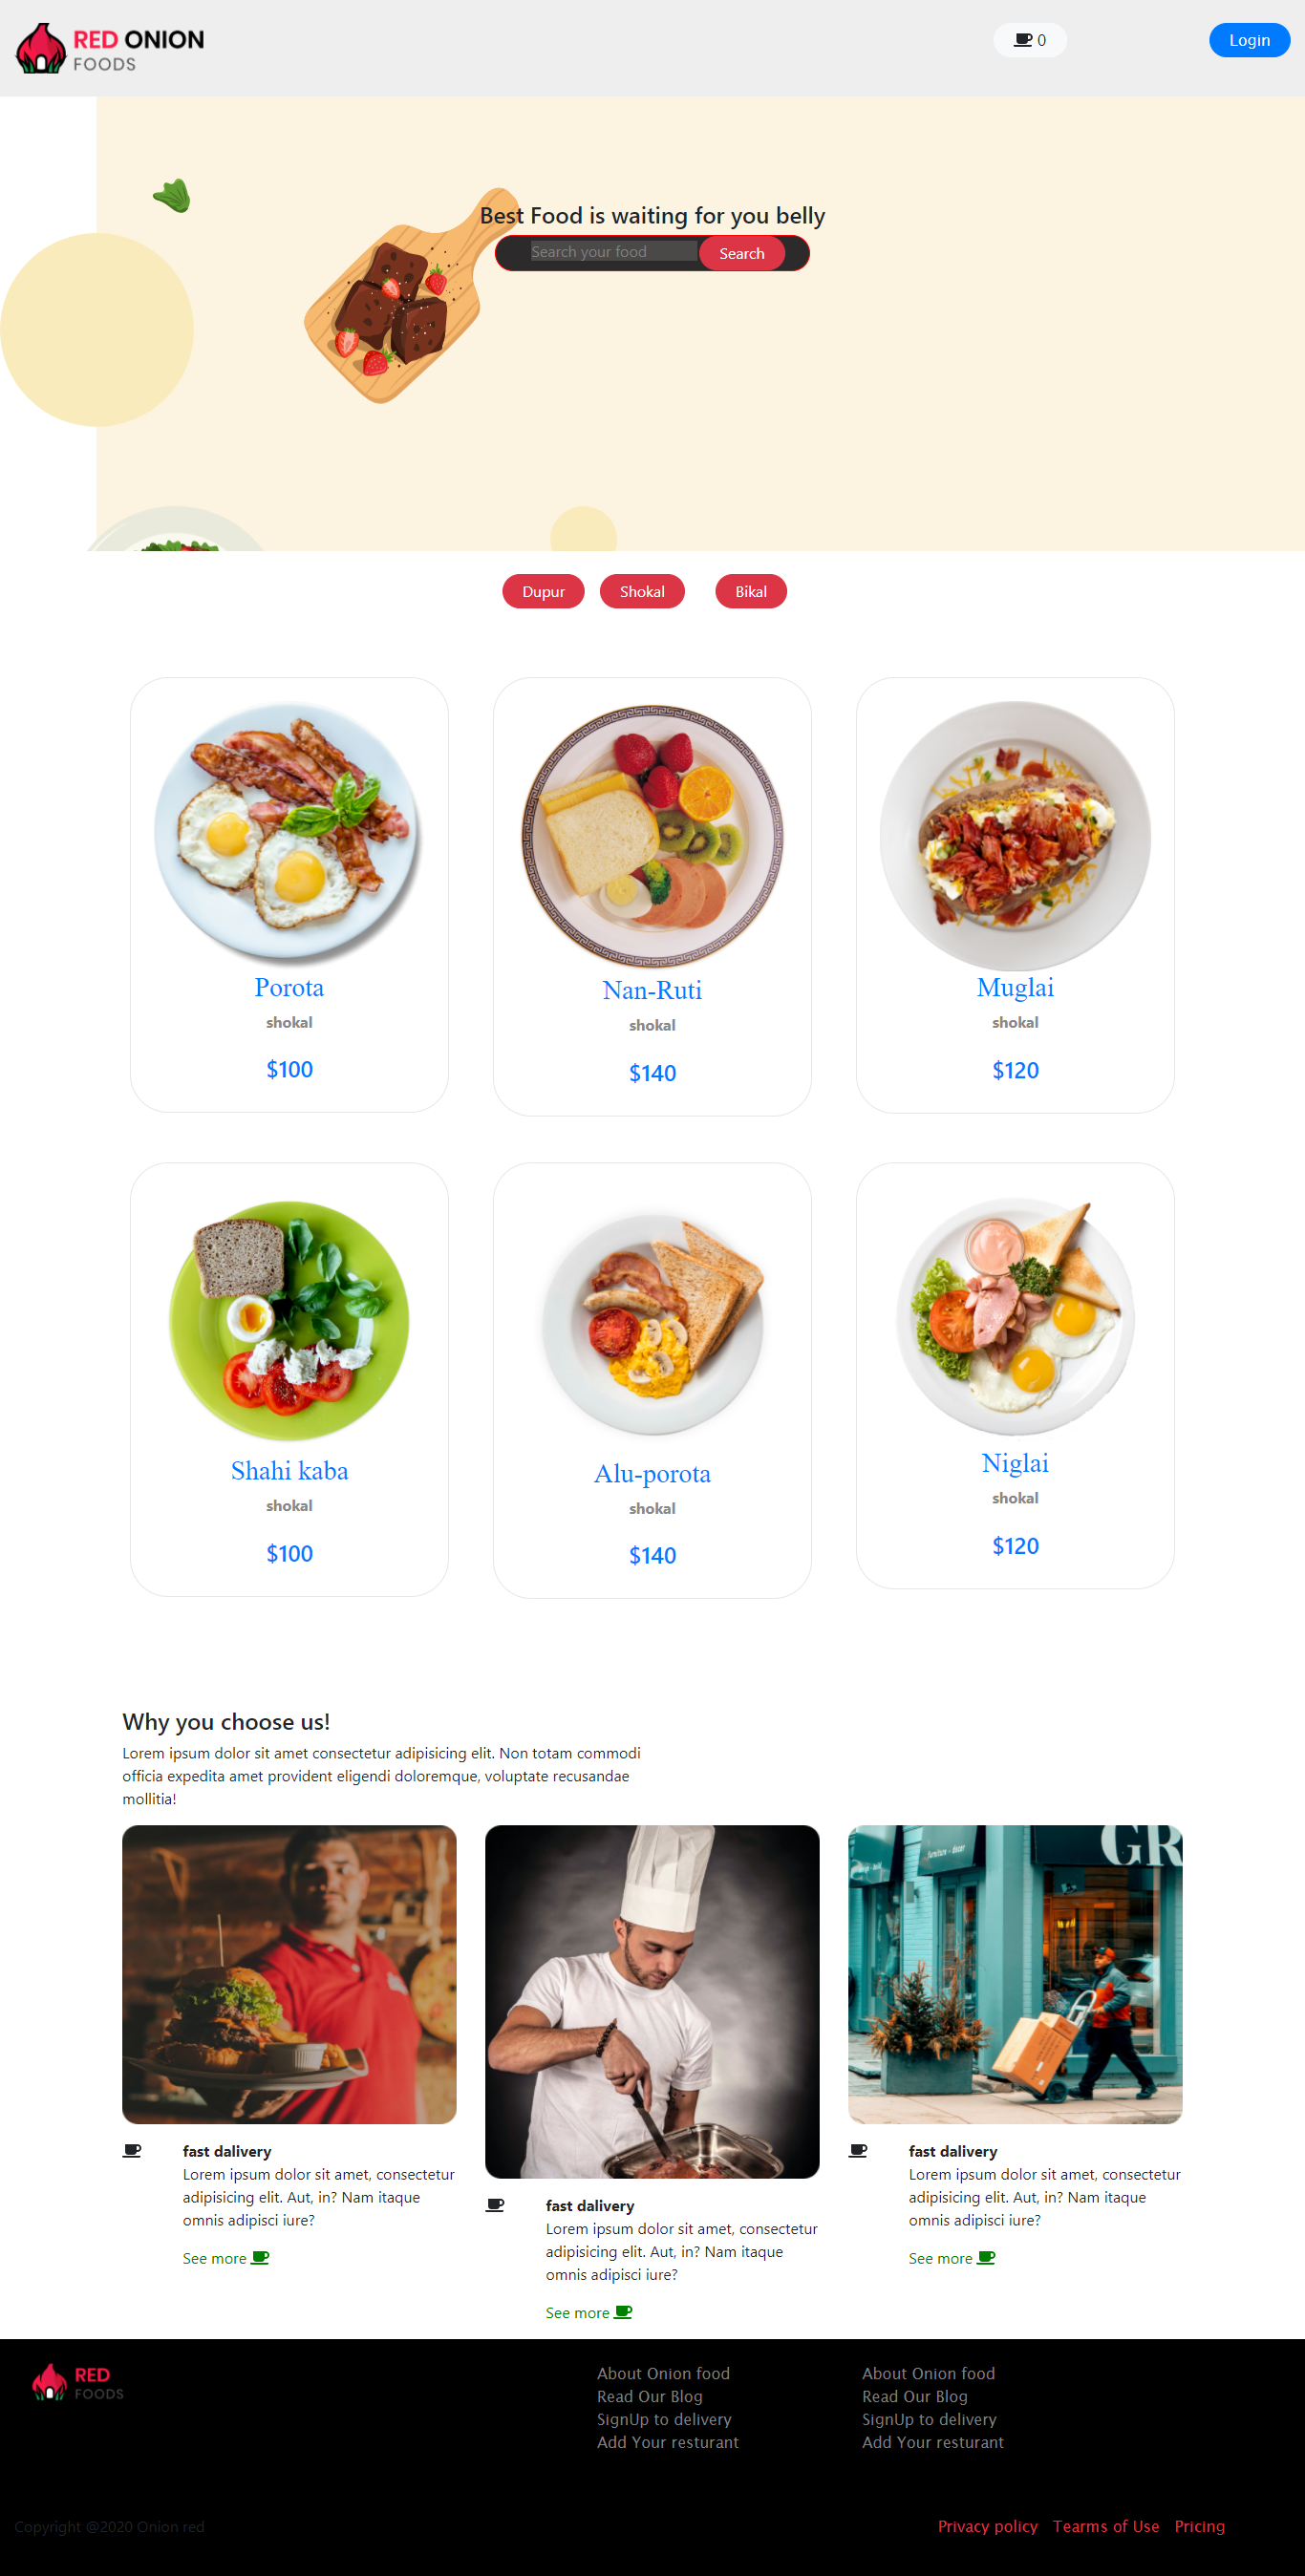 RED ONION
FOODS
0
Login
Best Food is waiting for you belly
Search your food
Search
Dupur
Shokal
Bikal
Porota
shokal
$100
Nan-Ruti
shokal
$140
Muglai
shokal
$120
Shahi kaba
shokal
$100
Alu-porota
shokal
$140
Niglai
shokal
$120
Why you choose us!
Lorem ipsum dolor sit amet consectetur adipisicing elit. Non totam commodi
officia expedita amet provident eligendi doloremque, voluptate recusandae
mollitia!
furniture - decor
GR
fast dalivery
Lorem ipsum dolor sit amet, consectetur
adipisicing elit. Aut, in? Nam itaque
omnis adipisci iure?
See more
fast dalivery
Lorem ipsum dolor sit amet, consectetur
adipisicing elit. Aut, in? Nam itaque
omnis adipisci iure?
See more
fast dalivery
Lorem ipsum dolor sit amet, consectetur
adipisicing elit. Aut, in? Nam itaque
omnis adipisci iure?
See more
RED
FOODS
About Onion food
Read Our Blog
SignUp to delivery
Add Your resturant
About Onion food
Read Our Blog
SignUp to delivery
Add Your resturant
Copyright @2020 Onion red
Privacy policy
Tearms of Use
Pricing